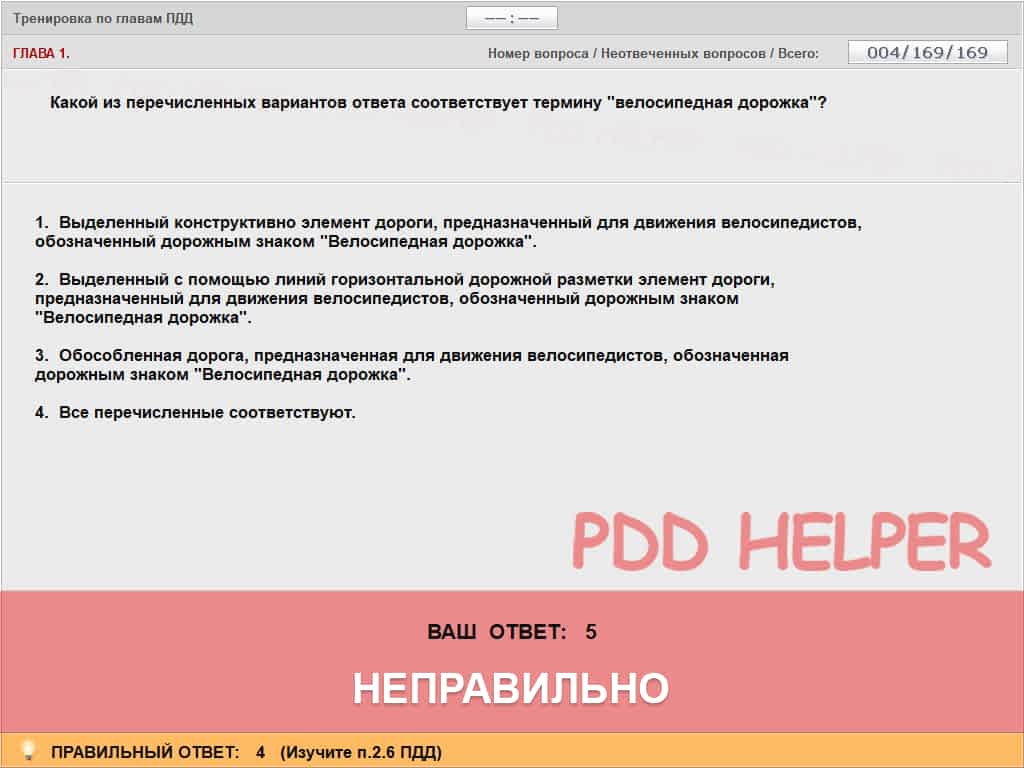 Тренировка по главам ПДД
—— : ——
ГЛАВА 1.
Номер вопроса / Неотвеченных вопросов / Всего:
004/169/169
Какой из перечисленных вариантов ответа соответствует термину "велосипедная дорожка"?
1. Выделенный конструктивно элемент дороги, предназначенный для движения велосипедистов,
обозначенный дорожным знаком "Велосипедная дорожка".
2. Выделенный с помощью линий горизонтальной дорожной разметки элемент дороги,
предназначенный для движения велосипедистов, обозначенный дорожным знаком
"Велосипедная дорожка".
3. Обособленная дорога, предназначенная для движения велосипедистов, обозначенная
дорожным знаком "Велосипедная дорожка".
4. Все перечисленные соответствуют.
PDD HELPER
ВАШ ОТВЕТ: 5
НЕПРАВИЛЬНО
ПРАВИЛЬНЫЙ ОТВЕТ: 4 (Изучите п.2.6 ПДД)